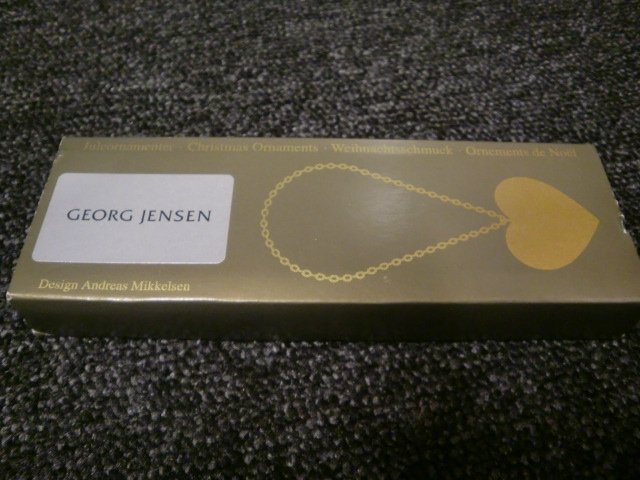 Juleornamenter · Christmas Ornaments · Weihnachtsschmuck · Ornements de Noël
GEORG JENSEN
Design Andreas Mikkelsen